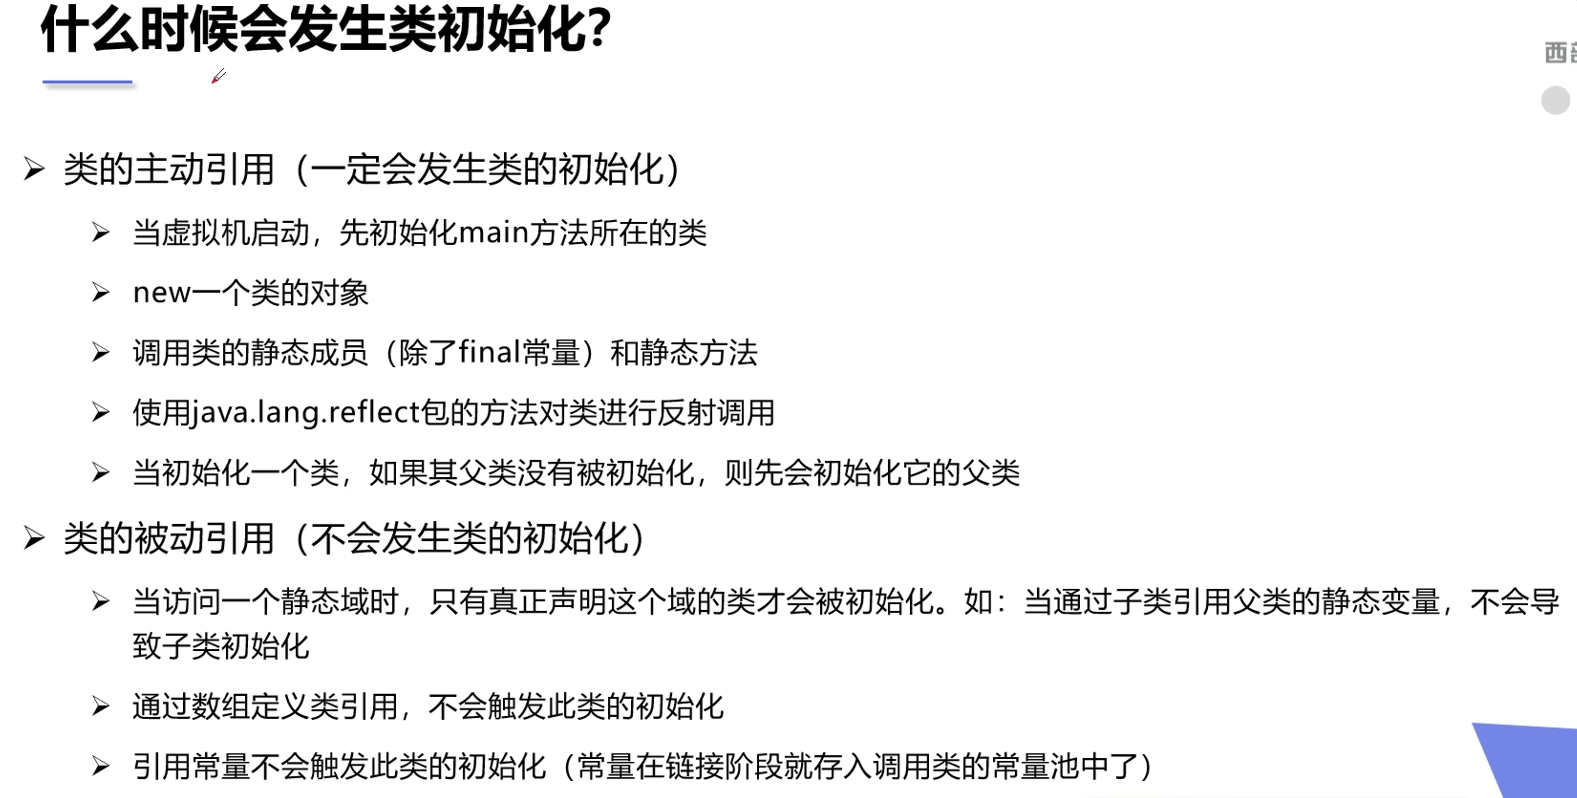 什么时候会发生类初始化?
西
类的主动引用（一定会发生类的初始化）
当虚拟机启动，先初始化main方法所在的类
new一个类的对象
调用类的静态成员（除了final常量）和静态方法
使用java.lang.reflect包的方法对类进行反射调用
当初始化一个类，如果其父类没有被初始化，则先会初始化它的父类
类的被动引用（不会发生类的初始化）
当访问一个静态域时，只有真正声明这个域的类才会被初始化。如：当通过子类引用父类的静态变量，不会导
致子类初始化
通过数组定义类引用，不会触发此类的初始化
引用常量不会触发此类的初始化（常量在链接阶段就存入调用类的常量池中了）